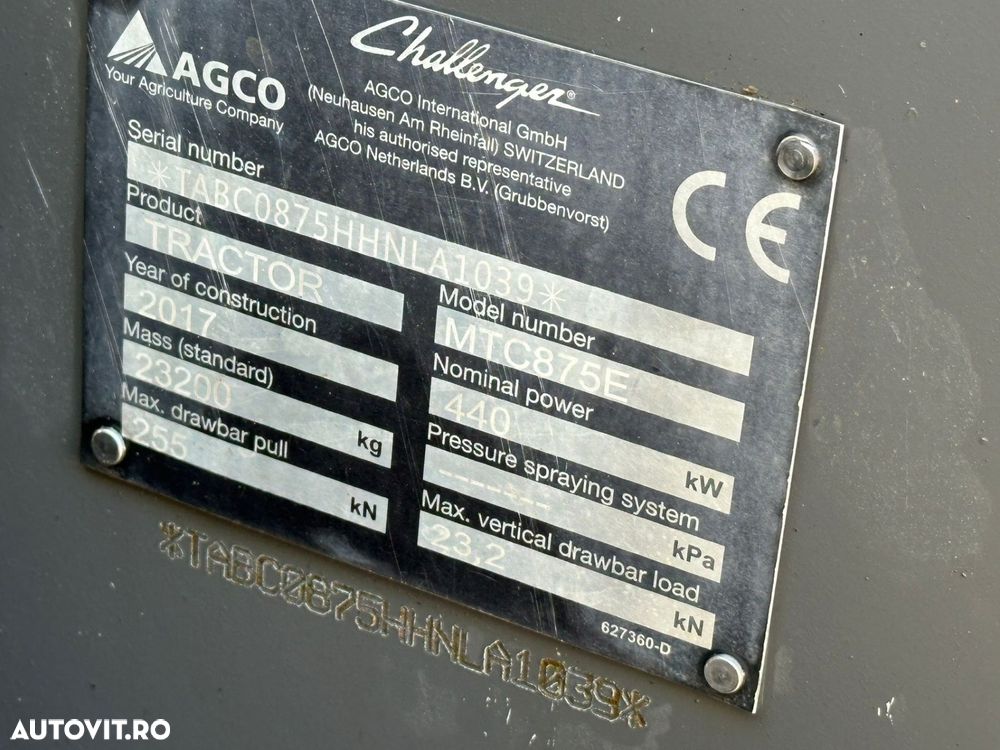 AGCO
Your Agriculture Company
Challenger®
AGCO International GmbH
(Neuhausen Am Rheinfall) SWITZERLAND
his authorised representative
AGCO Netherlands B.V. (Grubbenvorst)
CE
Serial number
*TABC0875HHNLA1039*
Product
TRACTOR
Year of construction
2017
Mass (standard)
23200 kg
Max. drawbar pull
255 kN
Model number
MTC875E
Nominal power
440 kW
Pressure spraying system
------ kPa
Max. vertical drawbar load
23,2 kN
627360-D
*TABC0875HHNLA1039*
AUTOVIT.RO